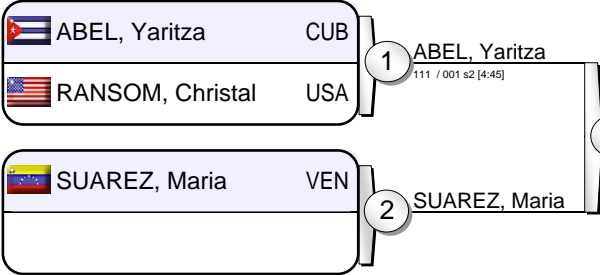 ABEL, Yaritza CUB
RANSOM, Christal USA
1
ABEL, Yaritza
111 / 001 s2 [4:45]
SUAREZ, Maria VEN
2
SUAREZ, Maria